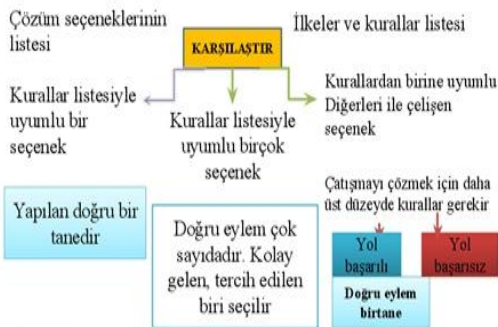 Çözüm seçeneklerinin
listesi
KARŞILAŞTIR
İlkeler ve kurallar listesi
Kurallar listesiyle
uyumlu bir
seçenek
Kurallar listesiyle
uyumlu birçok
seçenek
Kurallardan birine uyumlu
Diğerleri ile çelişen
seçenek
Yapılan doğru bir
tanedir
Doğru eylem çok
sayıdadır. Kolay
gelen, tercih edilen
biri seçilir
Çatışmayı çözmek için daha
üst düzeyde kurallar gerekir
Yol
başarılı
Yol
başarısız
Doğru eylem
birtane